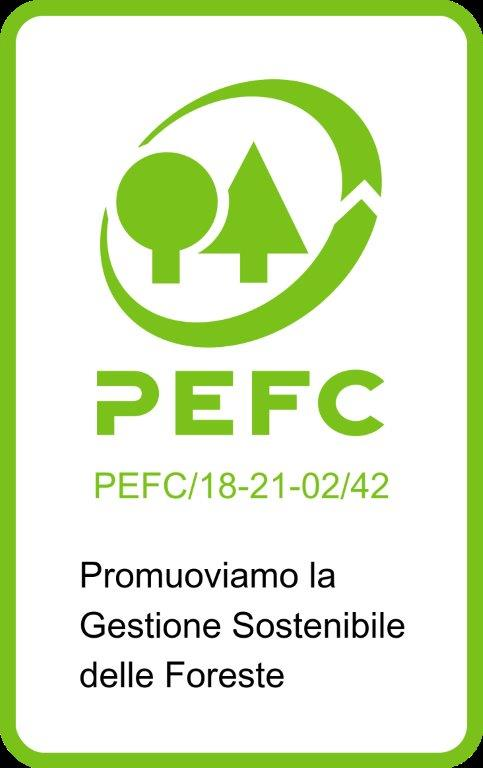 PEFC
PEFC/18-21-02/42
Promuoviamo la
Gestione Sostenibile
delle Foreste